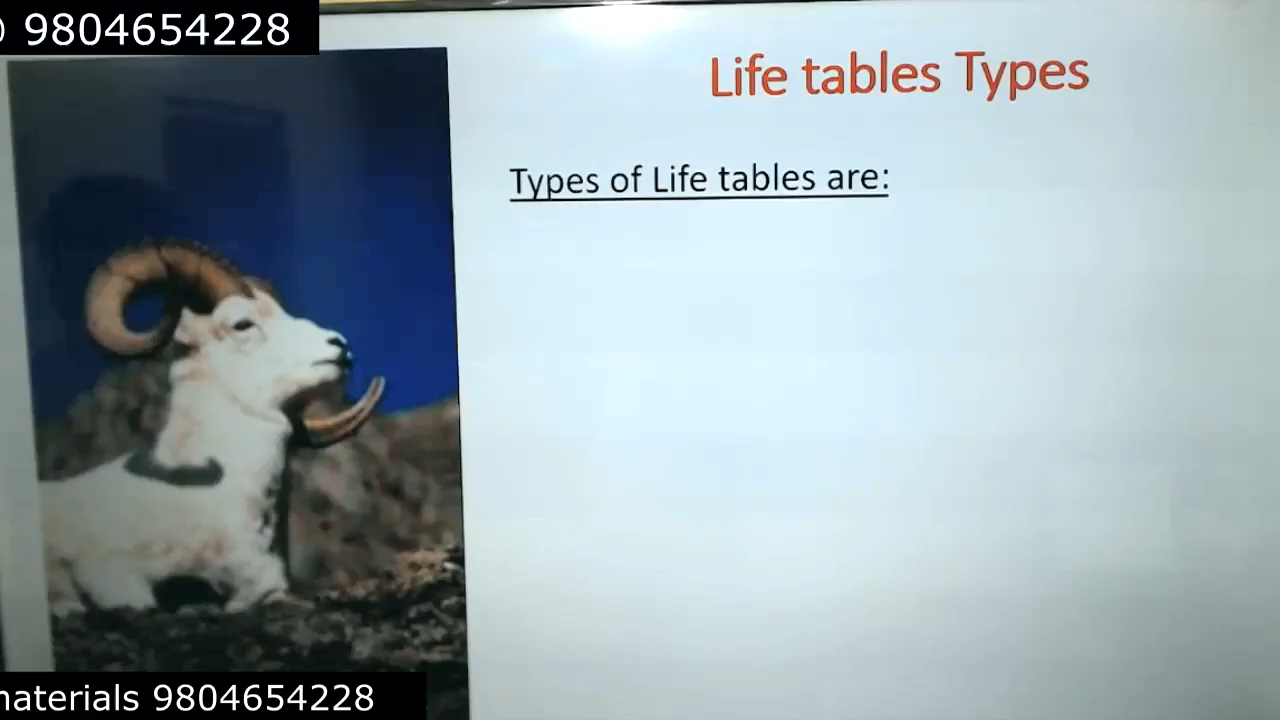 9804654228
Life tables Types
Types of Life tables are:
materials 9804654228